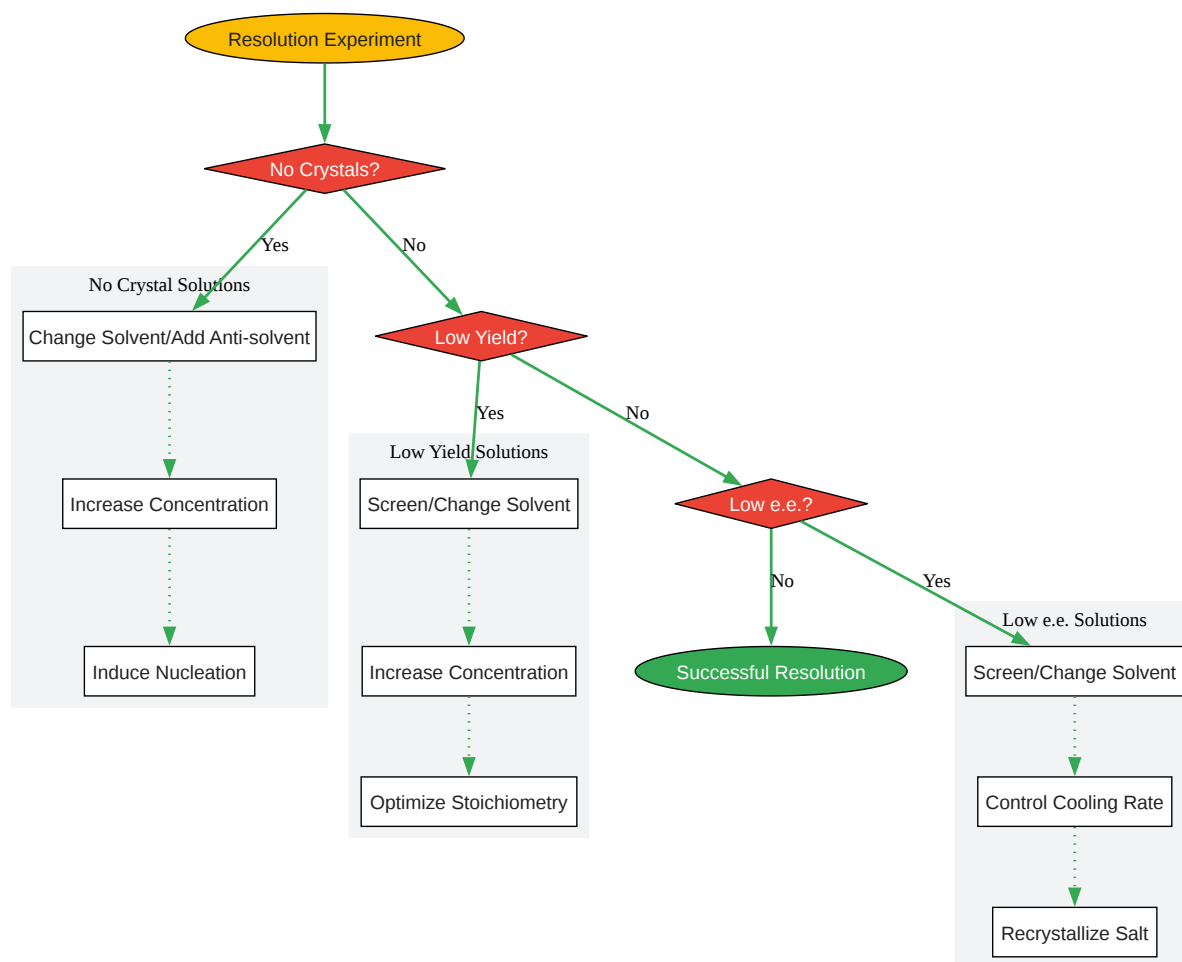 Resolution Experiment
No Crystals?
Yes
No
No Crystal Solutions
Change Solvent/Add Anti-solvent
Increase Concentration
Induce Nucleation
Low Yield?
Yes
No
Low Yield Solutions
Screen/Change Solvent
Increase Concentration
Optimize Stoichiometry
Low e.e.?
No
Yes
Successful Resolution
Low e.e. Solutions
Screen/Change Solvent
Control Cooling Rate
Recrystallize Salt